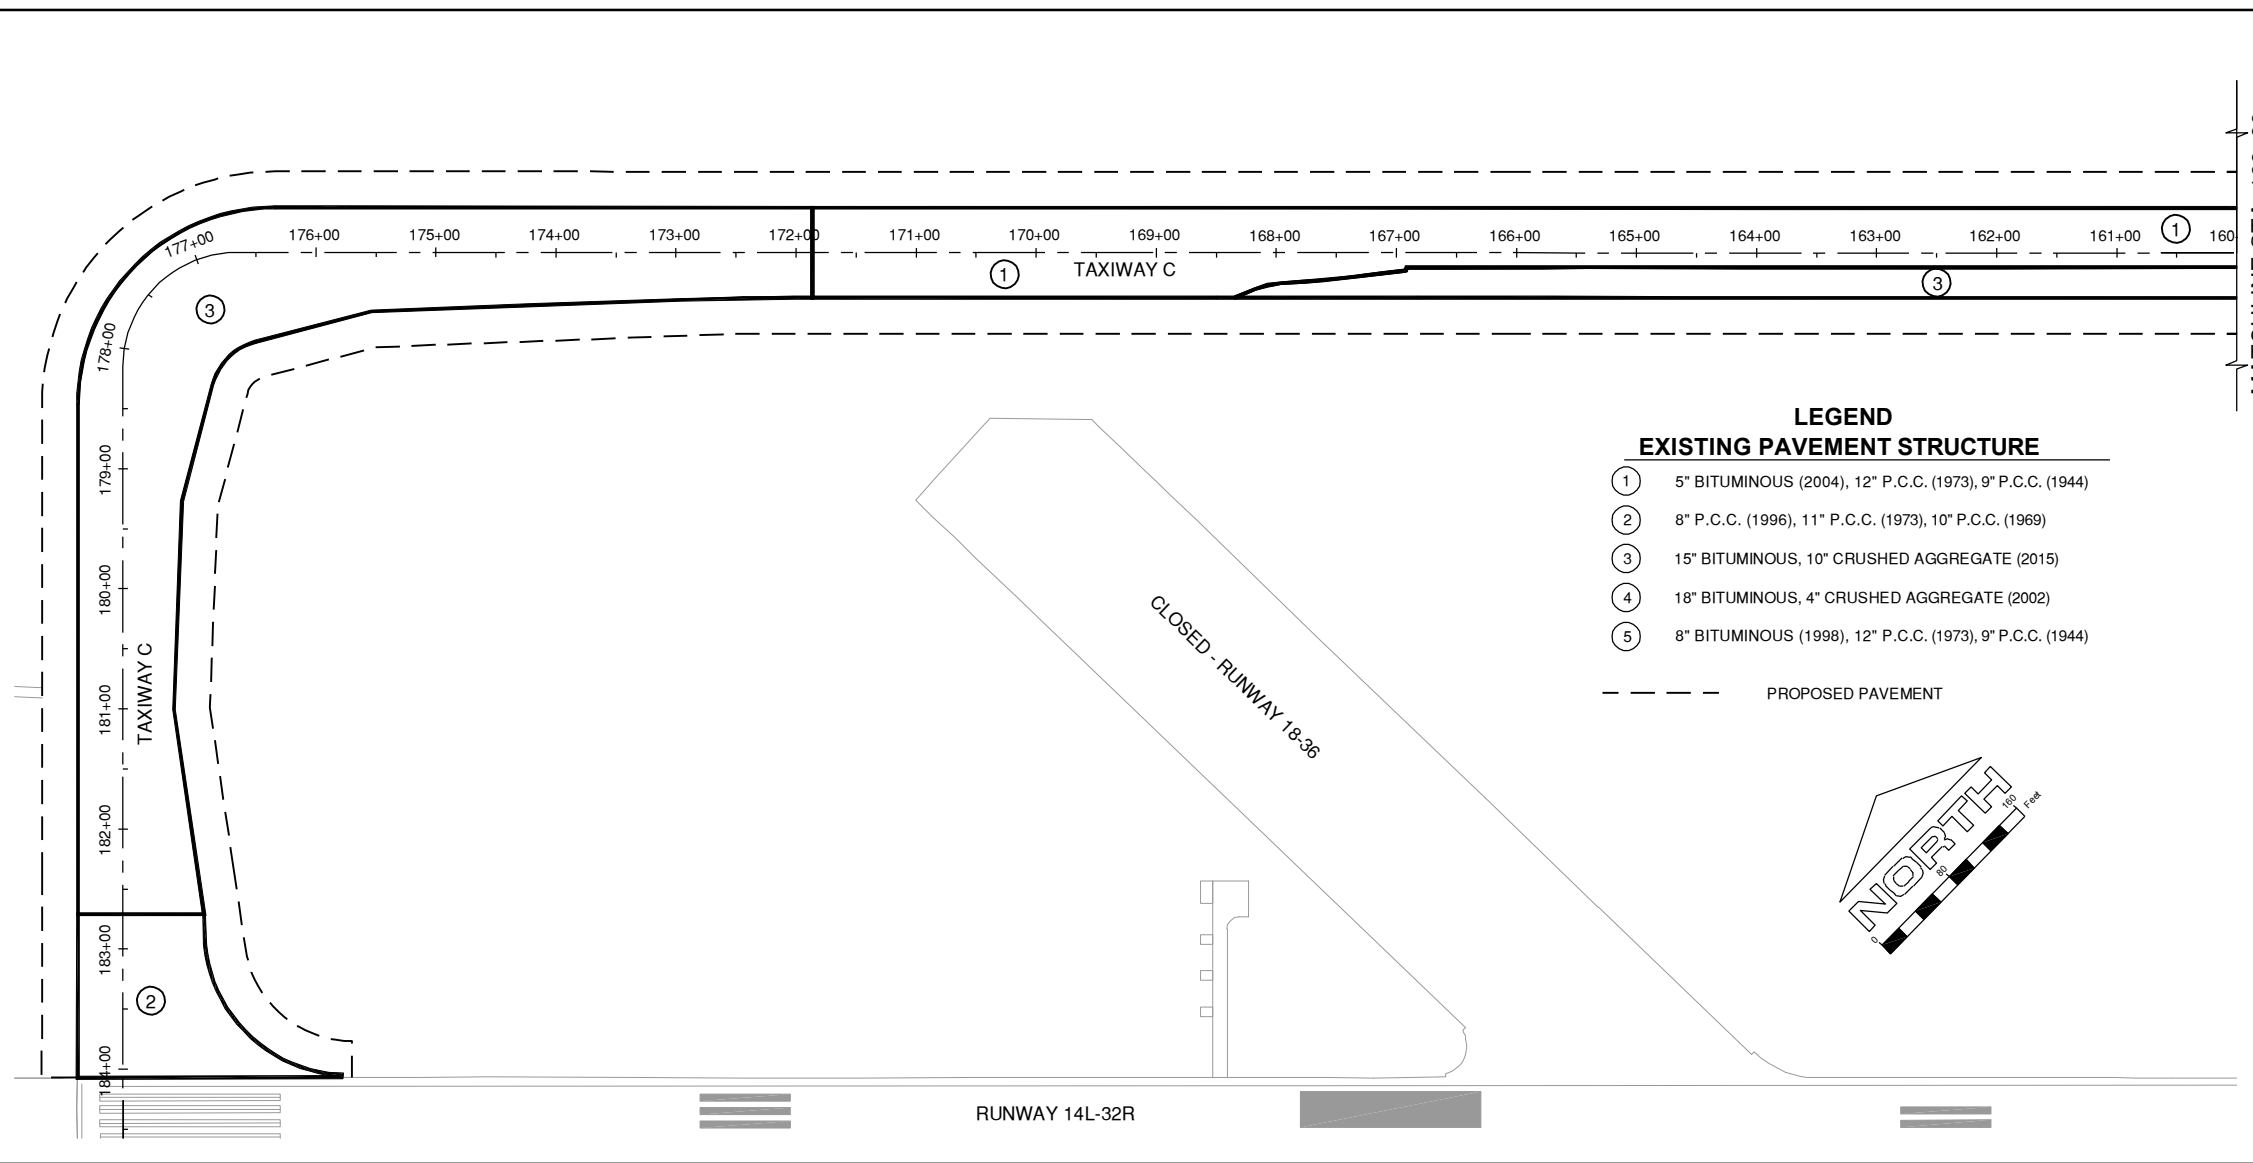 177+00
176+00
175+00
174+00
173+00
172+00
171+00
170+00
169+00
168+00
167+00
166+00
165+00
164+00
163+00
162+00
161+00
160
1
TAXIWAY C
1
3
3
178+00
179+00
180+00
181+00
182+00
183+00
184+00
TAXIWAY C
2
CLOSED - RUNWAY 18-36
LEGEND
EXISTING PAVEMENT STRUCTURE
1 5" BITUMINOUS (2004), 12" P.C.C. (1973), 9" P.C.C. (1944)
2 8" P.C.C. (1996), 11" P.C.C. (1973), 10" P.C.C. (1969)
3 15" BITUMINOUS, 10" CRUSHED AGGREGATE (2015)
4 18" BITUMINOUS, 4" CRUSHED AGGREGATE (2002)
5 8" BITUMINOUS (1998), 12" P.C.C. (1973), 9" P.C.C. (1944)
PROPOSED PAVEMENT
NORTH
0 80 160 Feet
RUNWAY 14L-32R